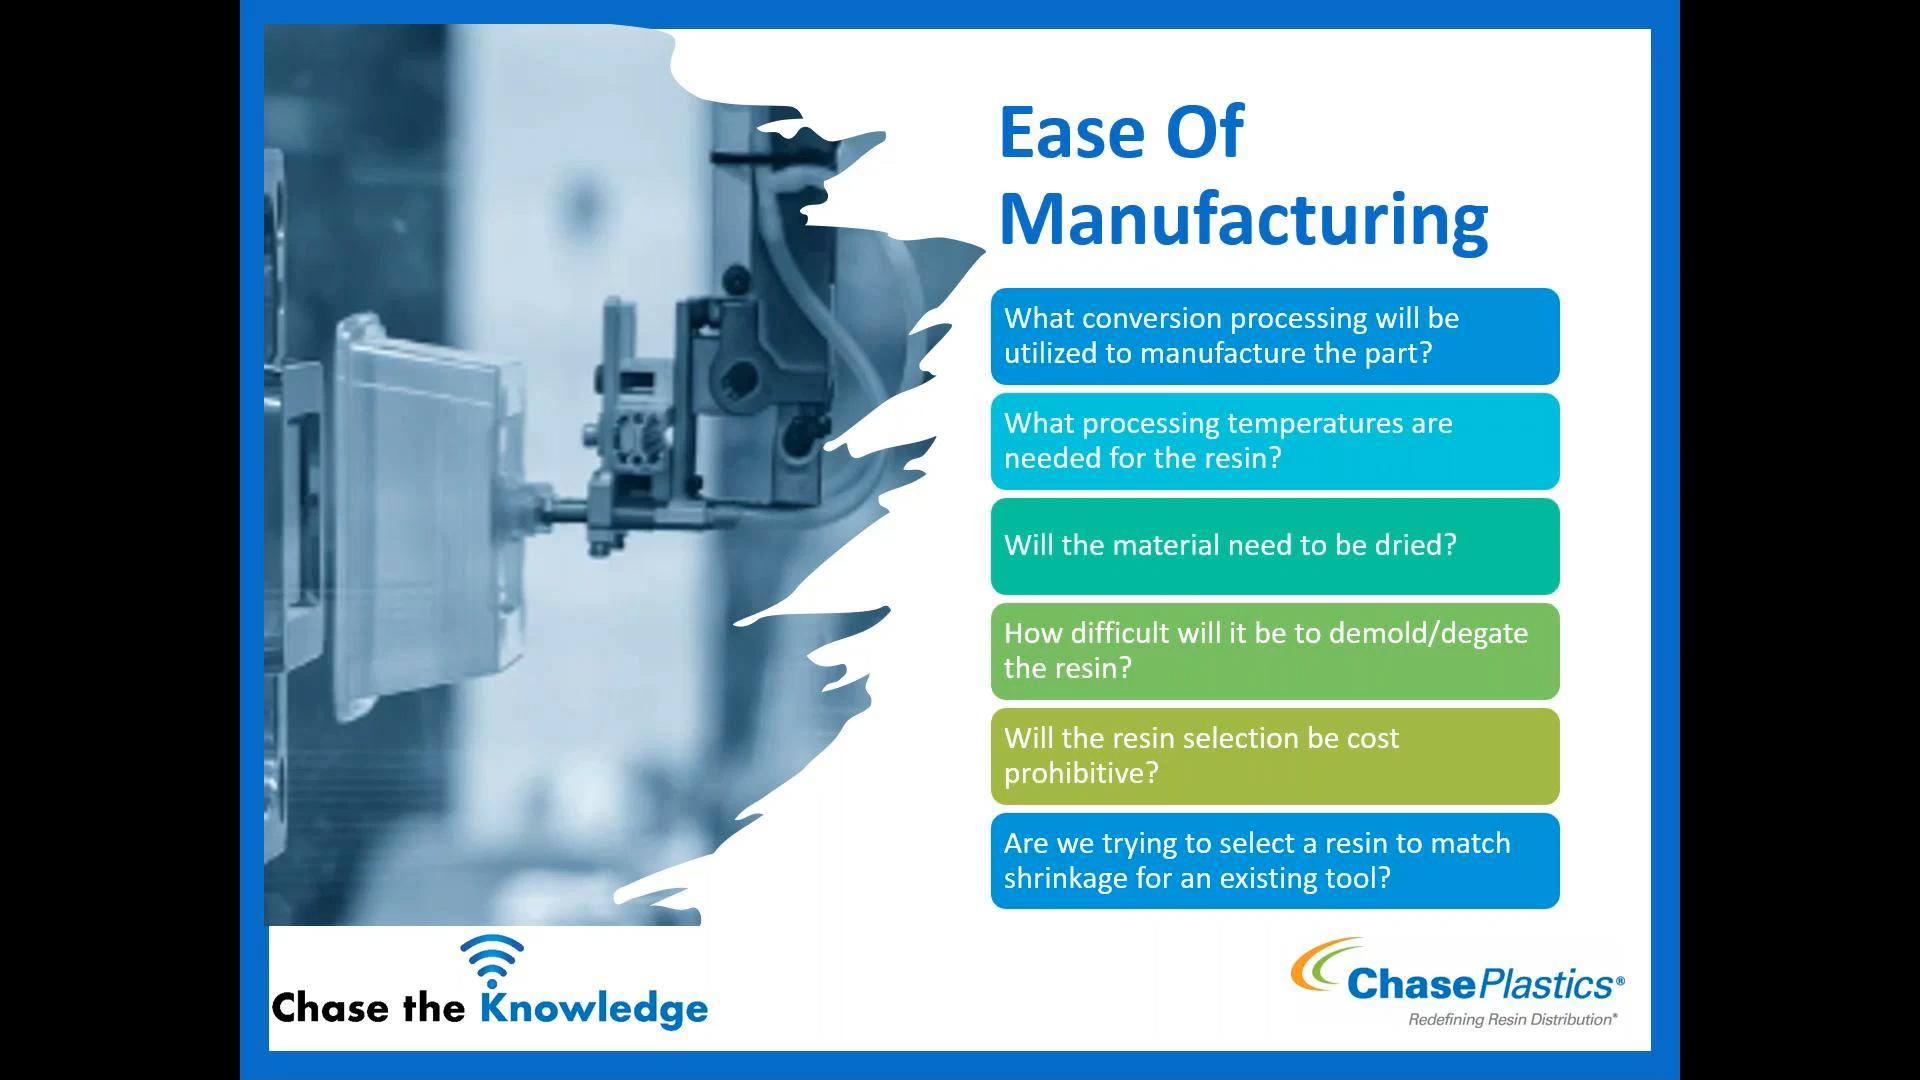 Ease Of
Manufacturing
What conversion processing will be
utilized to manufacture the part?
What processing temperatures are
needed for the resin?
Will the material need to be dried?
How difficult will it be to demold/degate
the resin?
Will the resin selection be cost
prohibitive?
Are we trying to select a resin to match
shrinkage for an existing tool?
Chase the Knowledge
ChasePlastics®
Redefining Resin Distribution®